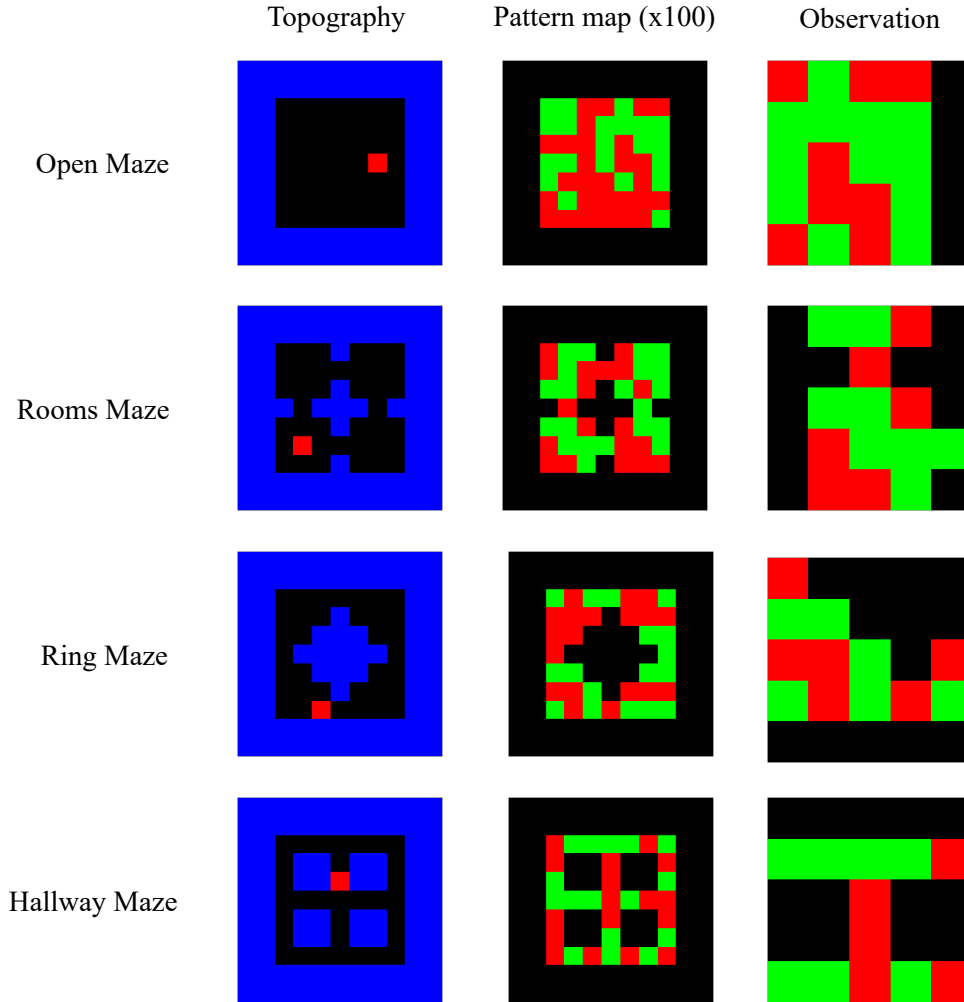 Topography
Pattern map (x100)
Observation
Open Maze
Rooms Maze
Ring Maze
Hallway Maze